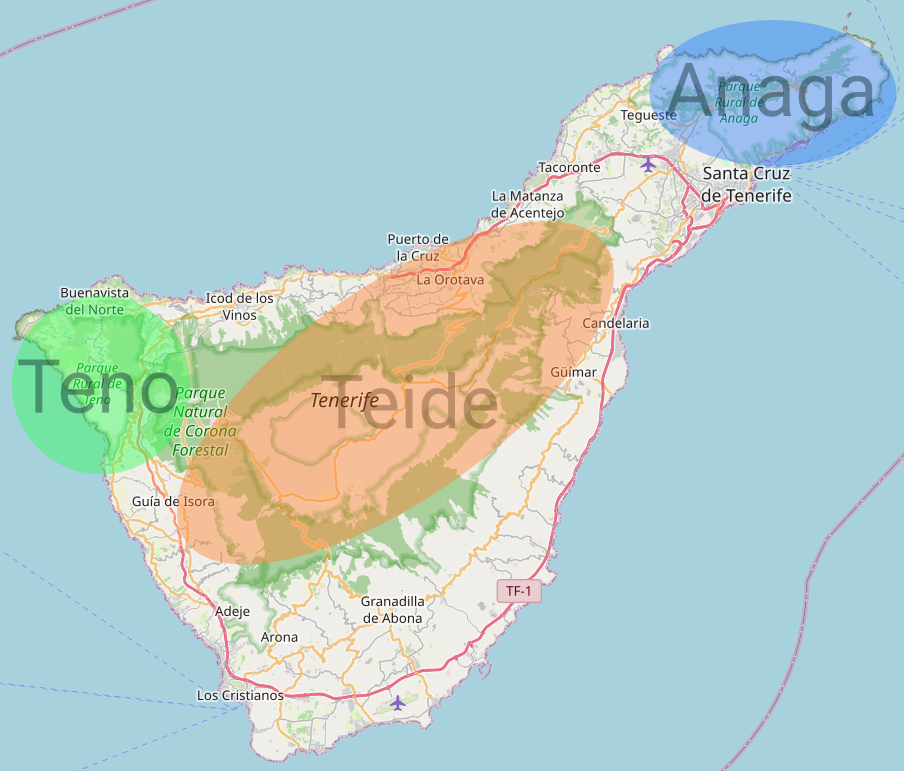 Anaga
Parque
Rural de
Anaga
Tegueste
Tacoronte
Santa Cruz
de Tenerife
La Matanza
de Acentejo
Puerto de
la Cruz
La Orotava
Buenavista
del Norte
Icod de los
Vinos
Candelaria
Teno
Parque
Rural de
Teno
Güímar
Parque
Natural
de Corona
Forestal
Tenerife
Teide
Guía de Isora
TF-1
Adeje
Granadilla
de Abona
Arona
Los Cristianos